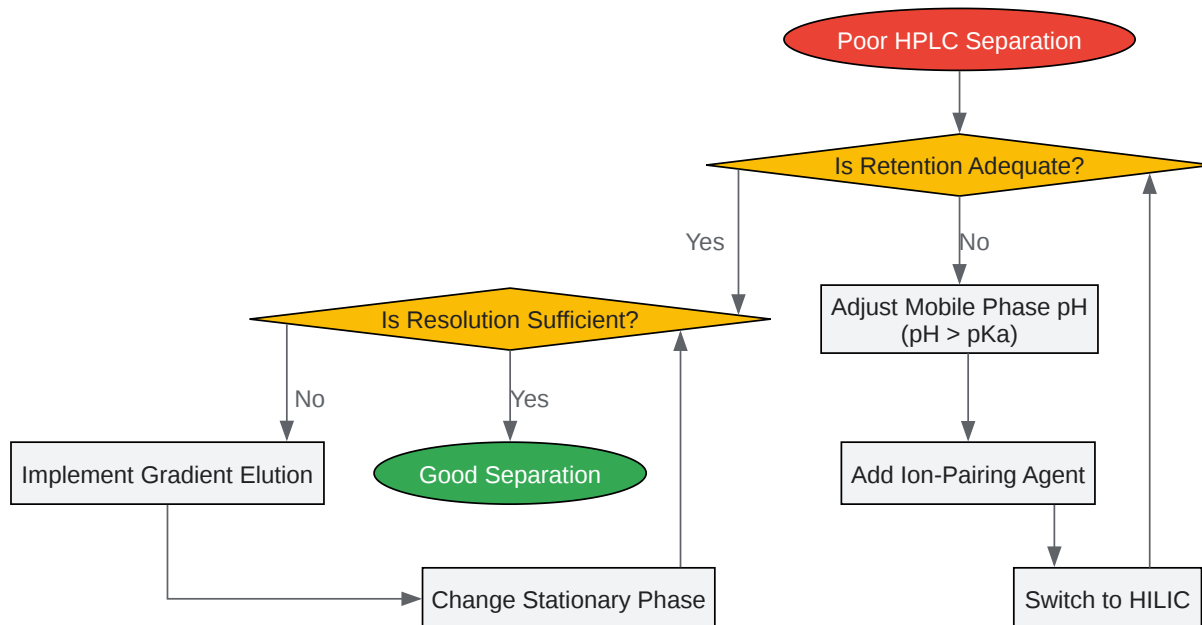 Poor HPLC Separation
Is Retention Adequate?
Yes
No
Adjust Mobile Phase pH
(pH > pKa)
Is Resolution Sufficient?
No
Yes
Implement Gradient Elution
Good Separation
Add Ion-Pairing Agent
Change Stationary Phase
Switch to HILIC